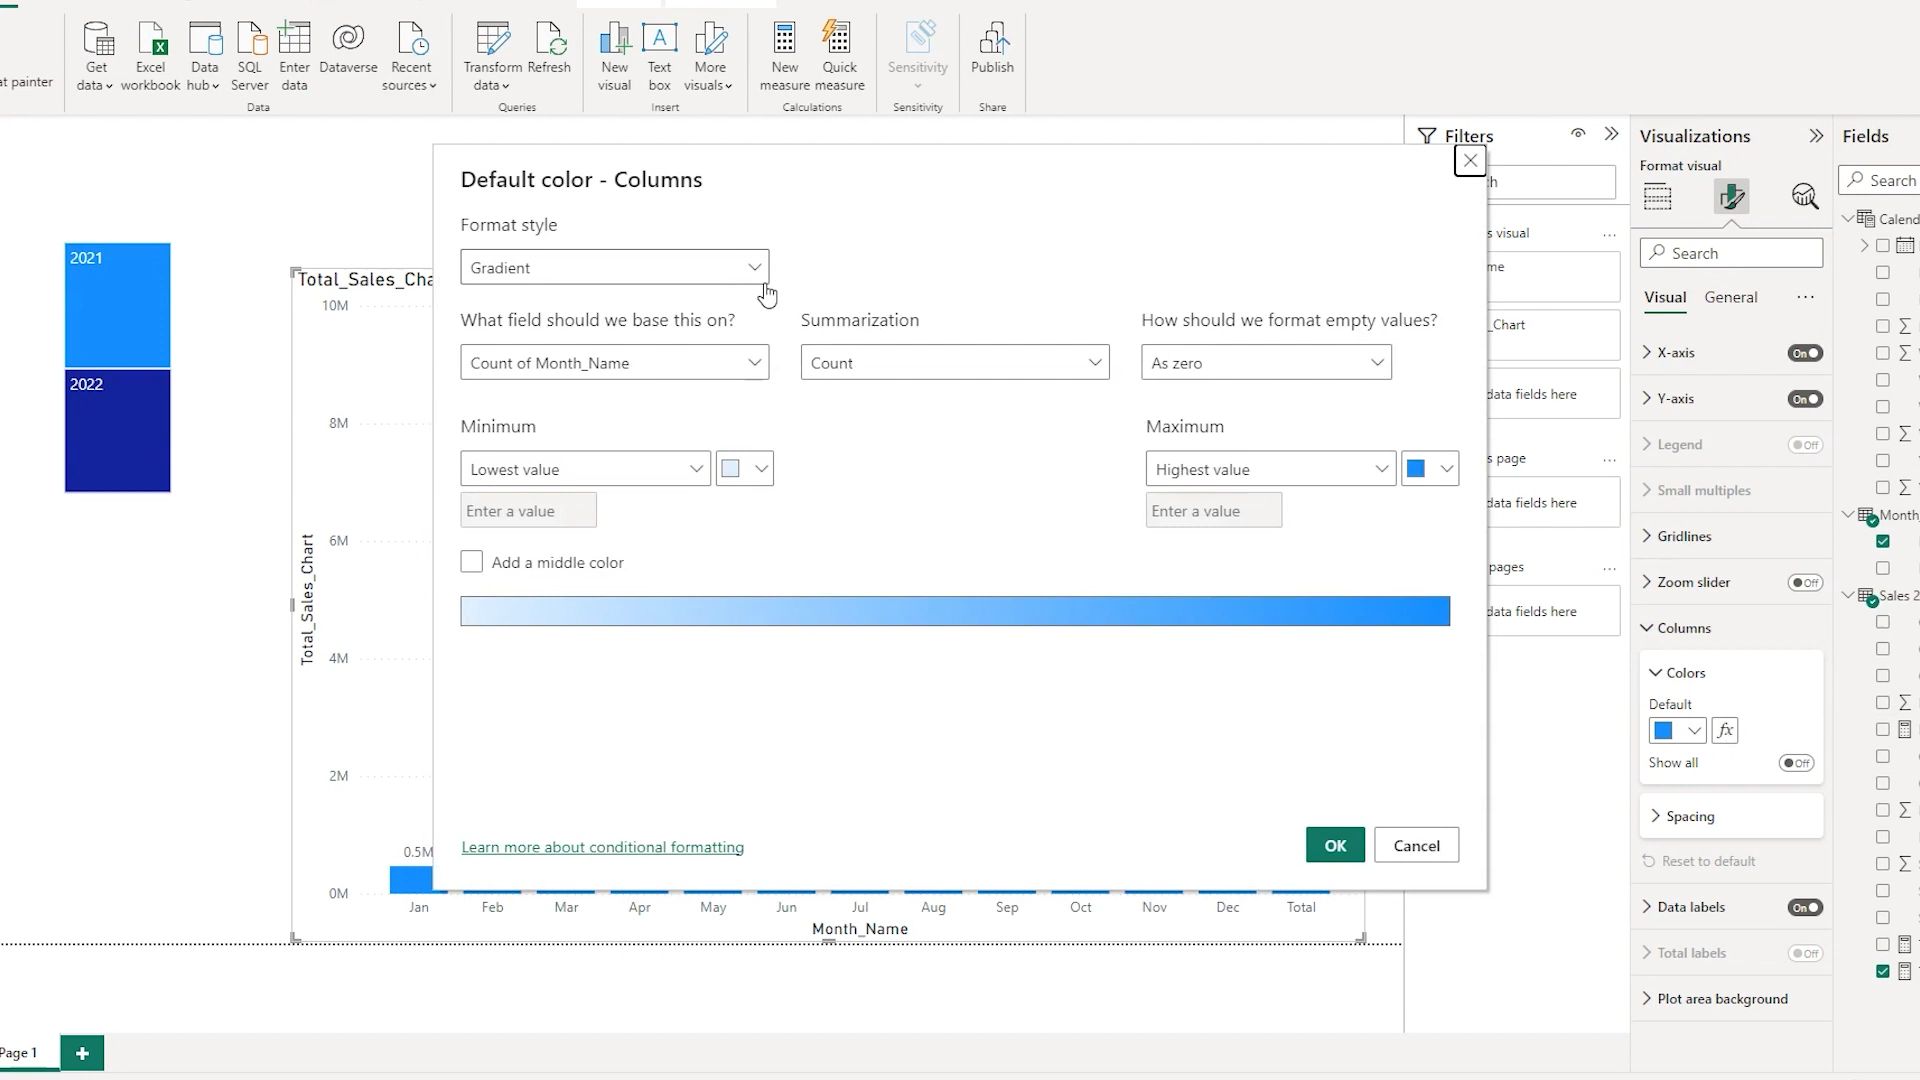 at painter
Get data
Excel workbook
Data hub
SQL Server
Enter data
Dataverse
Recent sources
Data
Transform data
Refresh
Queries
New visual
Text box
More visuals
Insert
New measure
Quick measure
Calculations
Sensitivity
Sensitivity
Publish
Share
2021
2022
Total_Sales_Cha
10M
8M
6M
4M
2M
0M
Total_Sales_Chart
0.5M
Jan Feb Mar Apr May Jun Jul Aug Sep Oct Nov Dec Total
Month_Name
Default color - Columns
Format style
Gradient
What field should we base this on?
Summarization
How should we format empty values?
Count of Month_Name
Count
As zero
Minimum
Maximum
Lowest value
Highest value
Enter a value
Enter a value
Add a middle color
Learn more about conditional formatting
OK
Cancel
Filters
h
s visual
me
_Chart
data fields here
s page
data fields here
pages
data fields here
Visualizations
Format visual
Search
Visual
General
X-axis On
Y-axis On
Legend Off
Small multiples
Gridlines
Zoom slider Off
Columns
Colors
Default
fx
Show all Off
Spacing
Reset to default
Data labels On
Total labels Off
Plot area background
Fields
Search
Calend
Month_
Sales 2
Page 1